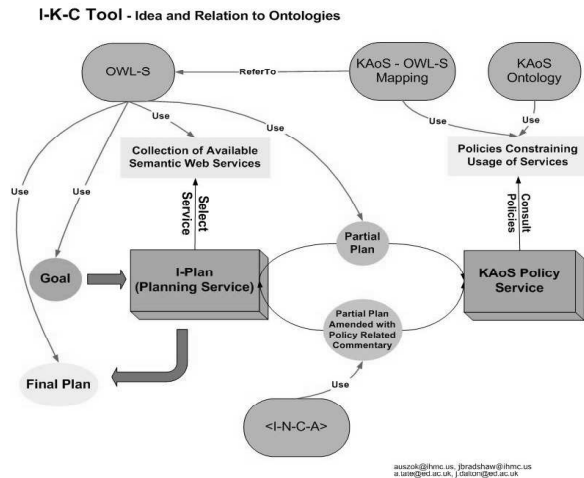 I-K-C Tool - Idea and Relation to Ontologies
OWL-S
ReferTo
KAoS - OWL-S
Mapping
KAoS
Ontology
Use
Use
Use
Use
Use
Use
Collection of Available
Semantic Web Services
Policies Constraining
Usage of Services
Select
Service
Consult
Policies
Partial
Plan
Goal
I-Plan
(Planning Service)
KAoS Policy
Service
Partial Plan
Amended with
Policy Related
Commentary
Final Plan
Use
<I-N-C-A>
auszok@ihmc.us, jbradshaw@ihmc.us
a.tate@ed.ac.uk, j.dalton@ed.ac.uk